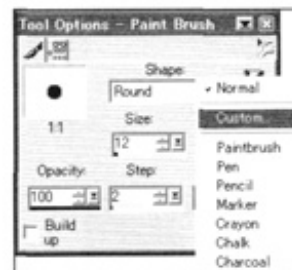 Tool Options - Paint Brush
Shape:
Round
1:1
Size:
12
Opacity:
Step:
100
2
Build
up
Normal
Custom...
Paintbrush
Pen
Pencil
Marker
Crayon
Chalk
Charcoal